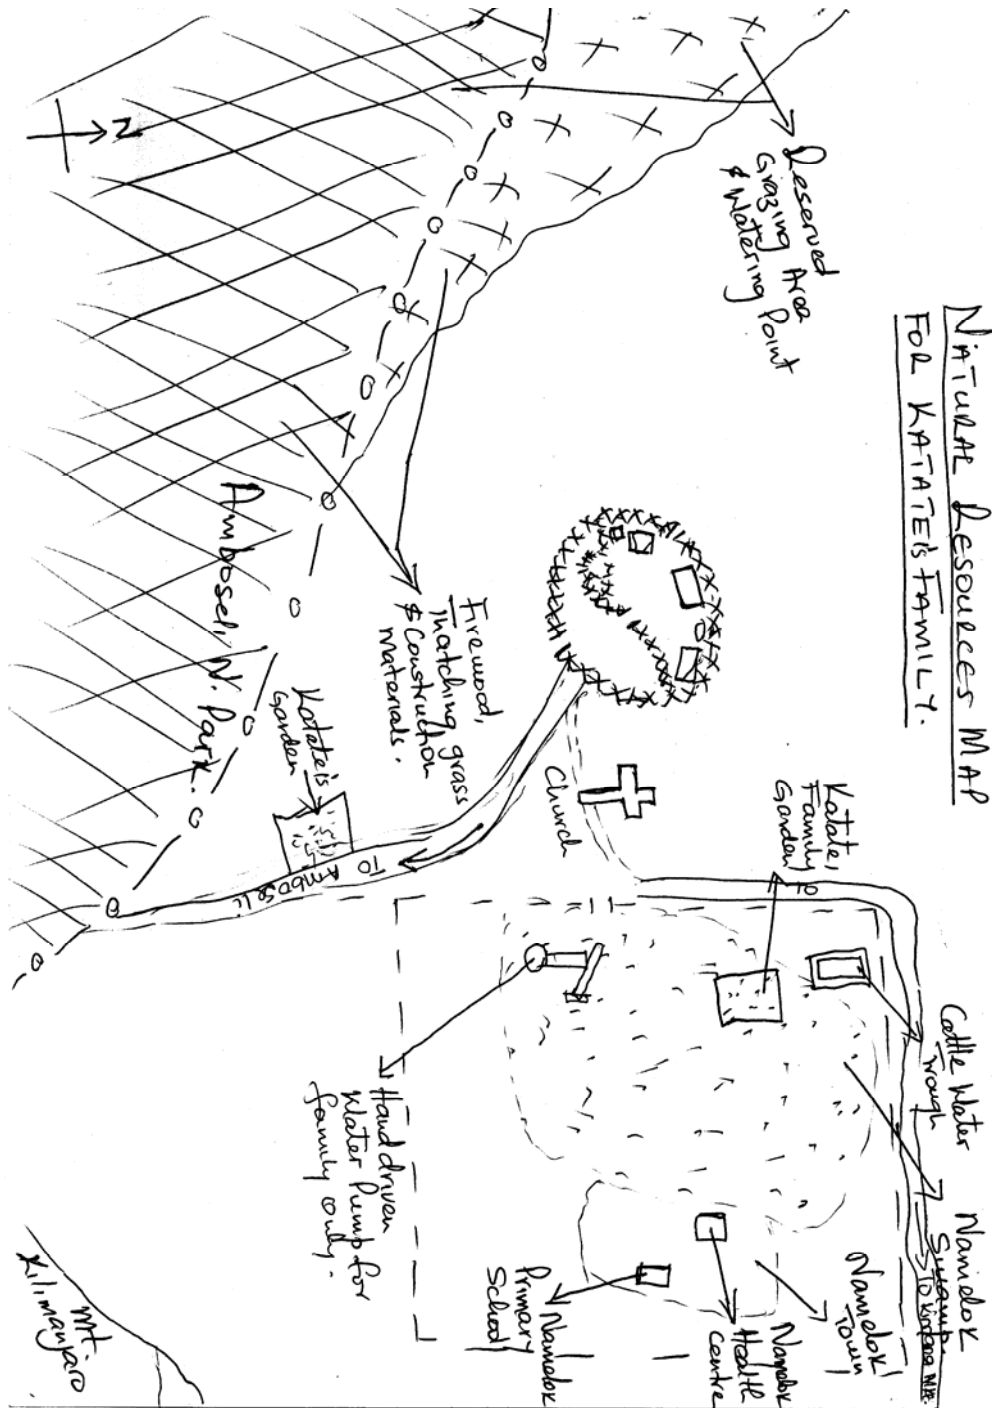 NATURAL RESOURCES MAP
FOR KATATE'S FAMILY.
Reserved
Grazing Area
& Watering Point
N
Firewood,
Thatching grass
& Construction
Materials.
Amboseli N. Park.
Katate's
Garden
To Amboseli
Church
Katate,
Family
Garden
To
Cattle Water
Trough
Namelok
Swamp
To Kimana Mkt.
Namelok
Town
Namelok
Health
Centre
Namelok
Primary
School
Hand driven
Water Pump for
family only.
Mt.
Kilimanjaro